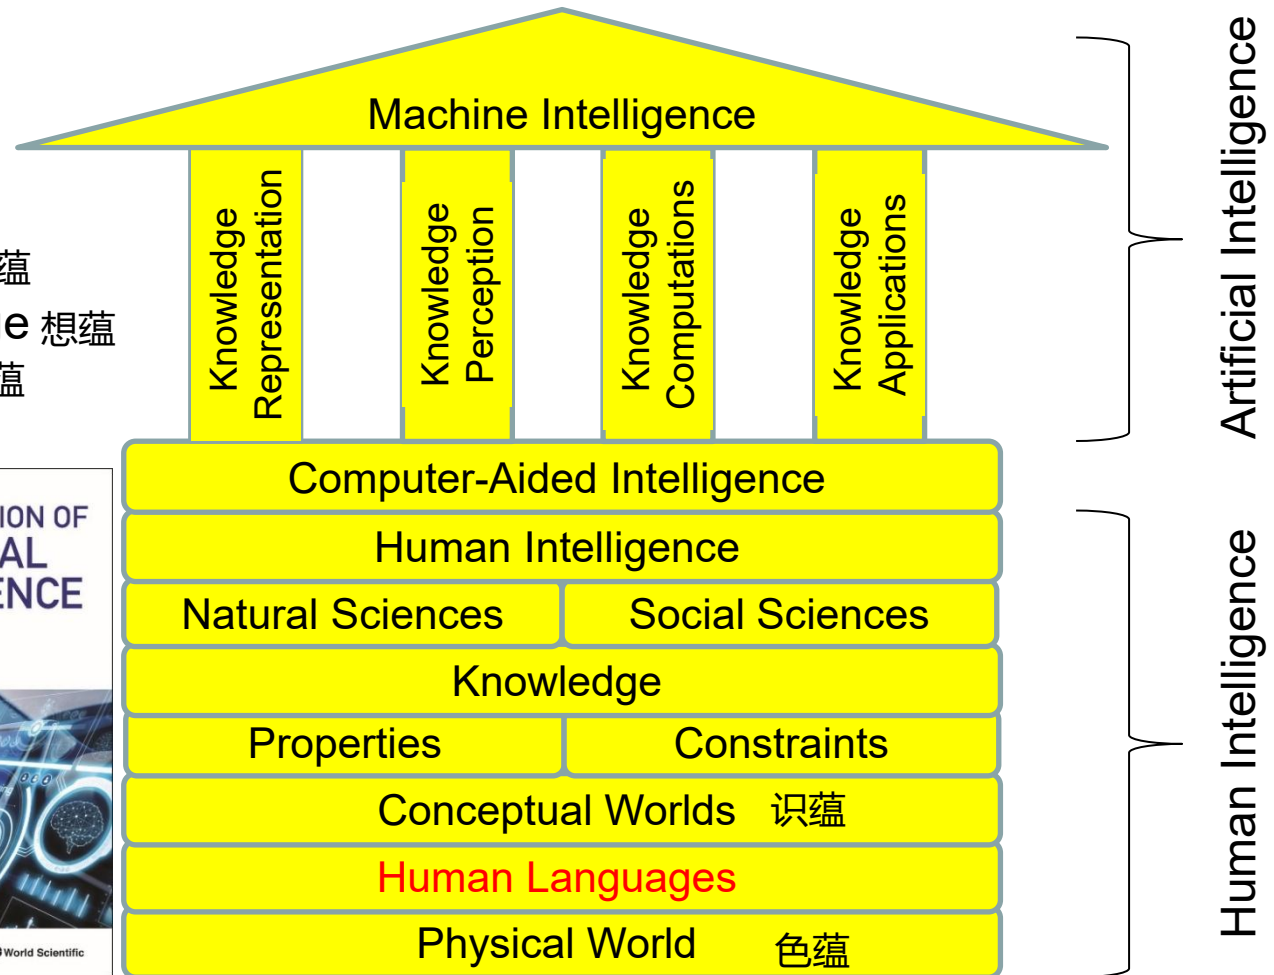 Machine Intelligence
Knowledge
Representation
Knowledge
Perception
Knowledge
Computations
Knowledge
Applications
Artificial Intelligence
蕴
e 想蕴
蕴
Computer-Aided Intelligence
Human Intelligence
Natural Sciences Social Sciences
Knowledge
Properties Constraints
Conceptual Worlds 识蕴
Human Languages
Physical World 色蕴
Human Intelligence
ION OF
AL
ENCE
World Scientific